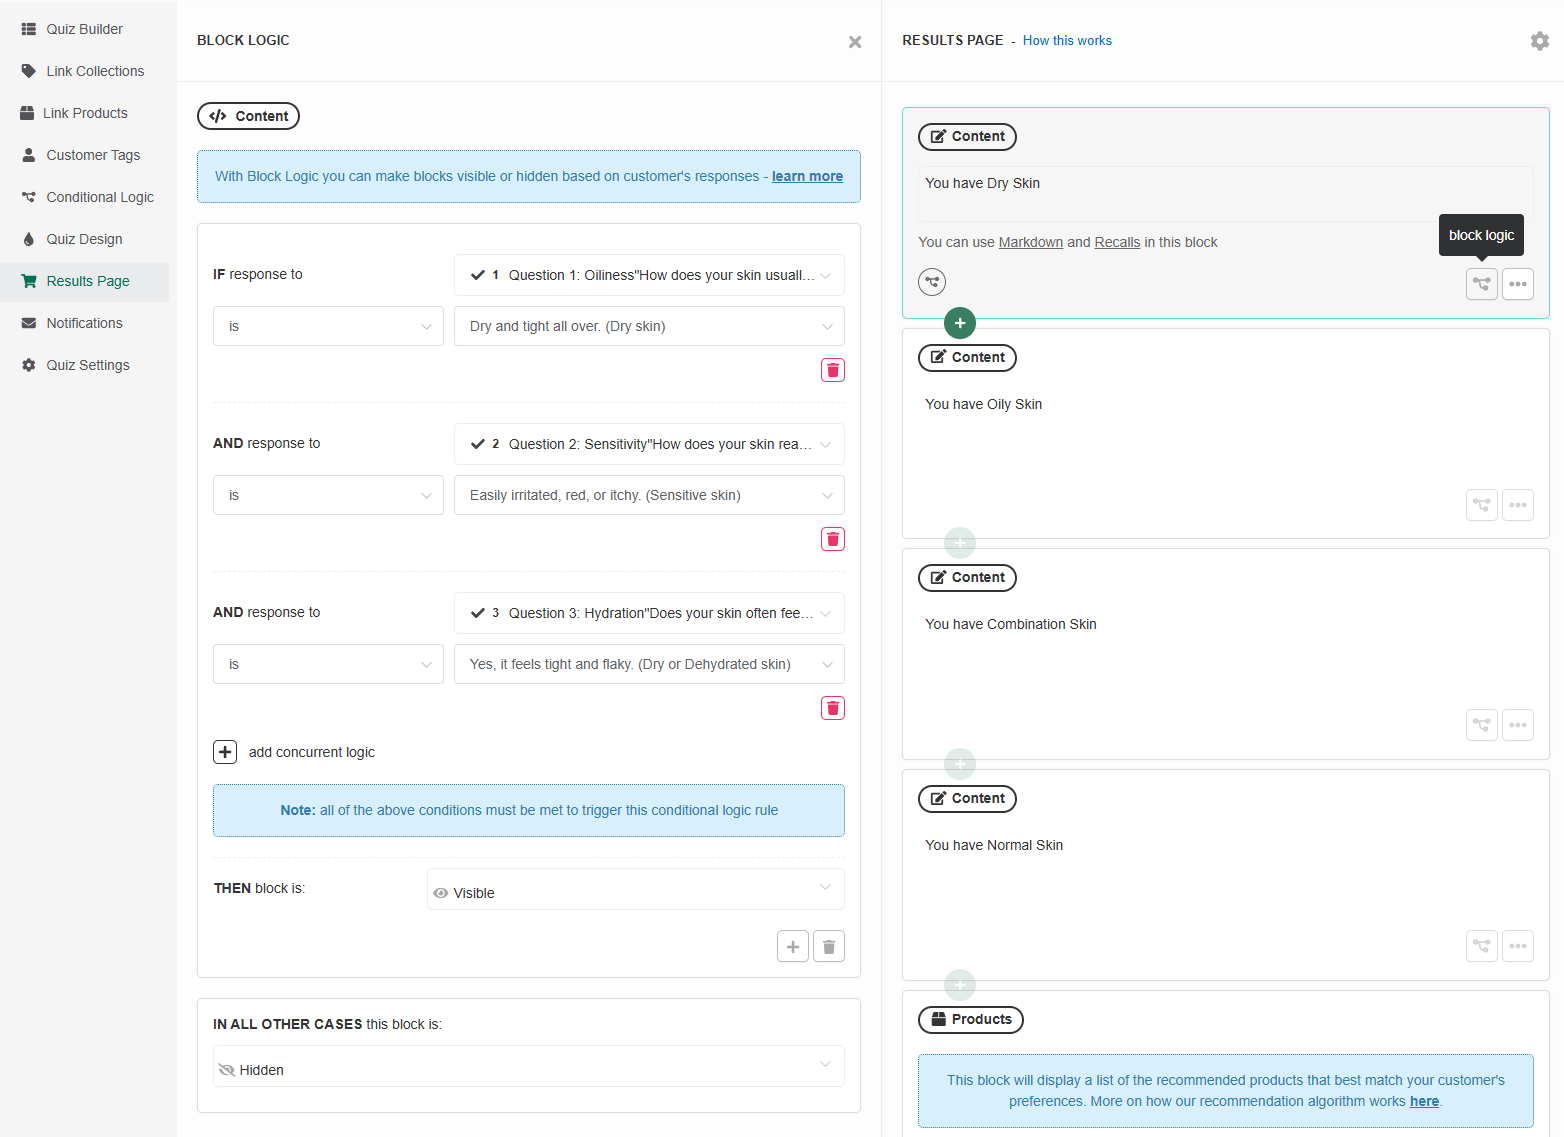 Quiz Builder
Link Collections
Link Products
Customer Tags
Conditional Logic
Quiz Design
Results Page
Notifications
Quiz Settings
BLOCK LOGIC
Content
With Block Logic you can make blocks visible or hidden based on customer's responses - learn more
IF response to
1 Question 1: Oiliness"How does your skin usuall...
is
Dry and tight all over. (Dry skin)
AND response to
2 Question 2: Sensitivity"How does your skin rea...
is
Easily irritated, red, or itchy. (Sensitive skin)
AND response to
3 Question 3: Hydration"Does your skin often fee...
is
Yes, it feels tight and flaky. (Dry or Dehydrated skin)
add concurrent logic
Note: all of the above conditions must be met to trigger this conditional logic rule
THEN block is:
Visible
IN ALL OTHER CASES this block is:
Hidden
RESULTS PAGE - How this works
Content
You have Dry Skin
You can use Markdown and Recalls in this block
block logic
Content
You have Oily Skin
Content
You have Combination Skin
Content
You have Normal Skin
Products
This block will display a list of the recommended products that best match your customer's
preferences. More on how our recommendation algorithm works here.